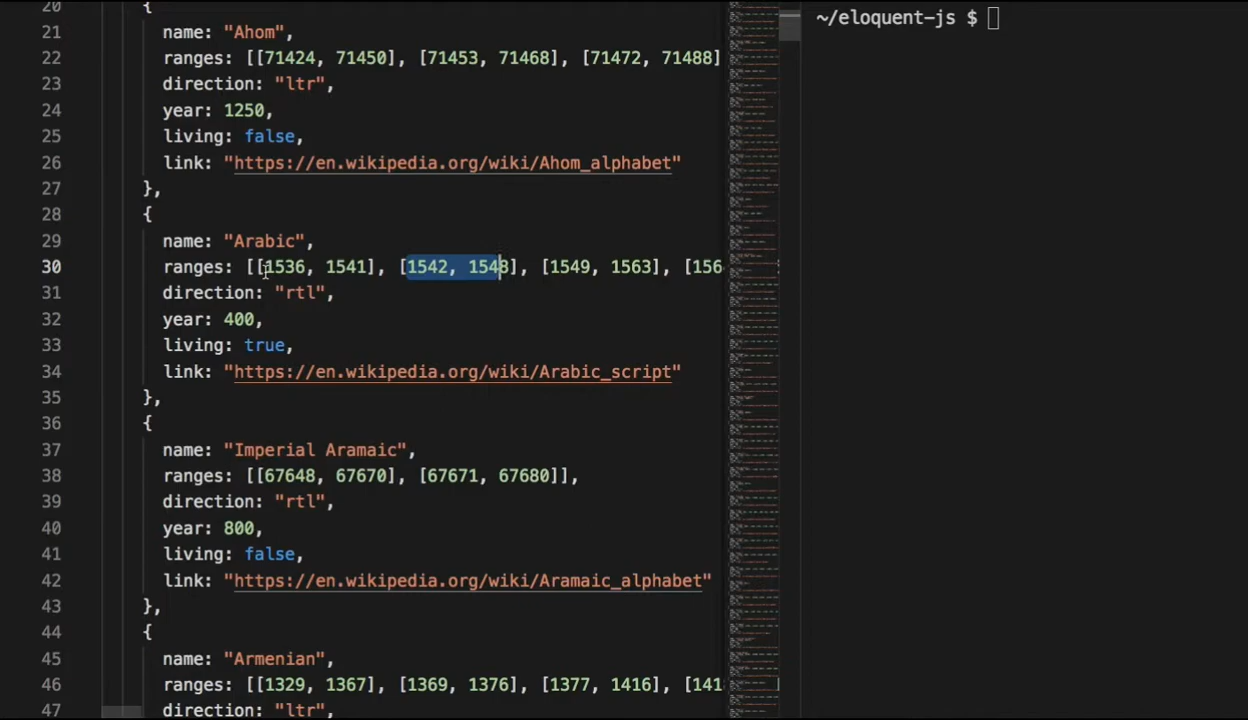 ~/eloquent-js $
20 {
21 name: "Ahom",
22 ranges: [[71424, 71450], [71453, 71468], [71472, 71488]
23 direction: "ltr",
24 year: 1250,
25 living: false,
26 link: "https://en.wikipedia.org/wiki/Ahom_alphabet"
27 },
28 {
29 name: "Arabic",
30 ranges: [[1536, 1541], [1542, 1548], [1549, 1563], [156
31 direction: "rtl",
32 year: 400,
33 living: true,
34 link: "https://en.wikipedia.org/wiki/Arabic_script"
35 },
36 {
37 name: "Imperial Aramaic",
38 ranges: [[67648, 67670], [67671, 67680]],
39 direction: "rtl",
40 year: 800,
41 living: false,
42 link: "https://en.wikipedia.org/wiki/Aramaic_alphabet"
43 },
44 {
45 name: "Armenian",
46 ranges: [[1329, 1367], [1369, 1376], [1377, 1416], [141
47 direction: "ltr",